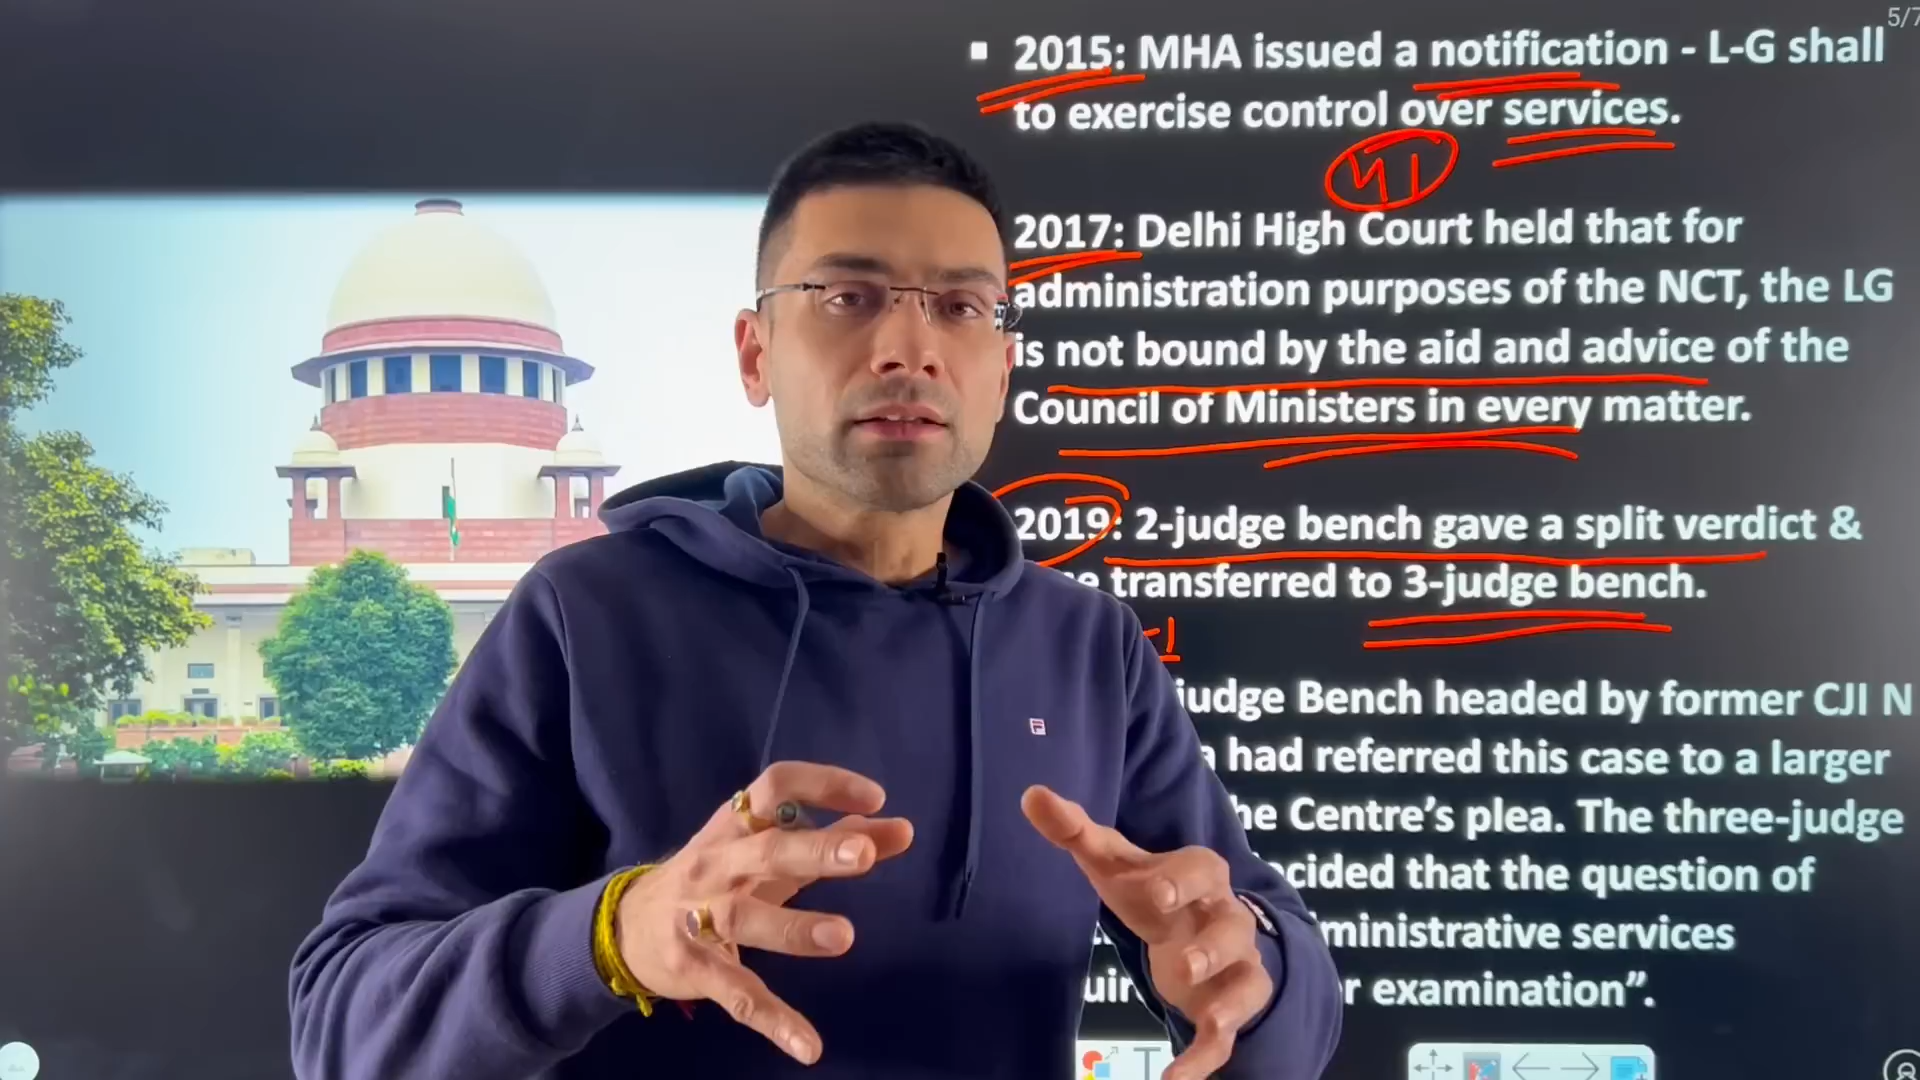 5/7
▪ 2015: MHA issued a notification - L-G shall
to exercise control over services.
41
2017: Delhi High Court held that for
administration purposes of the NCT, the LG
is not bound by the aid and advice of the
Council of Ministers in every matter.
2019: 2-judge bench gave a split verdict &
transferred to 3-judge bench.
judge Bench headed by former CJI N
had referred this case to a larger
Centre’s plea. The three-judge
that the question of
services
examination”.